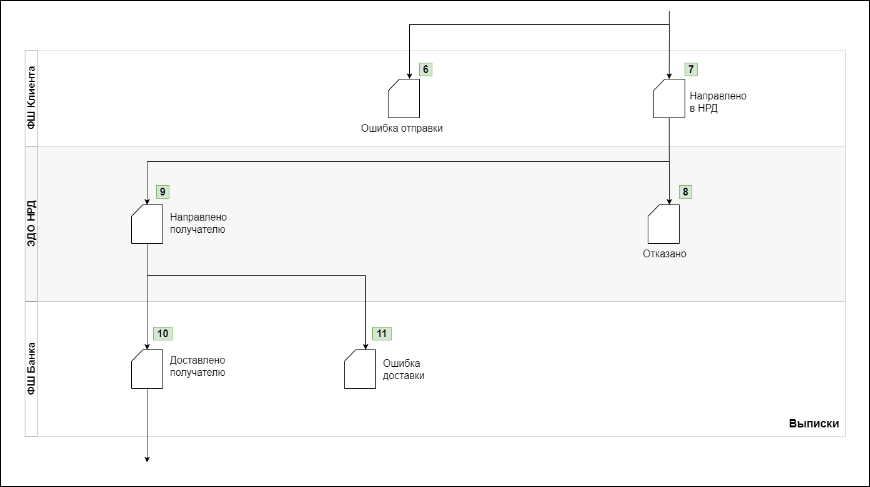 ФШ Клиента
6
Ошибка отправки
7
Направлено
в НРД
ЭДО НРД
9
Направлено
получателю
8
Отказано
ФШ Банка
10
Доставлено
получателю
11
Ошибка
доставки
Выписки